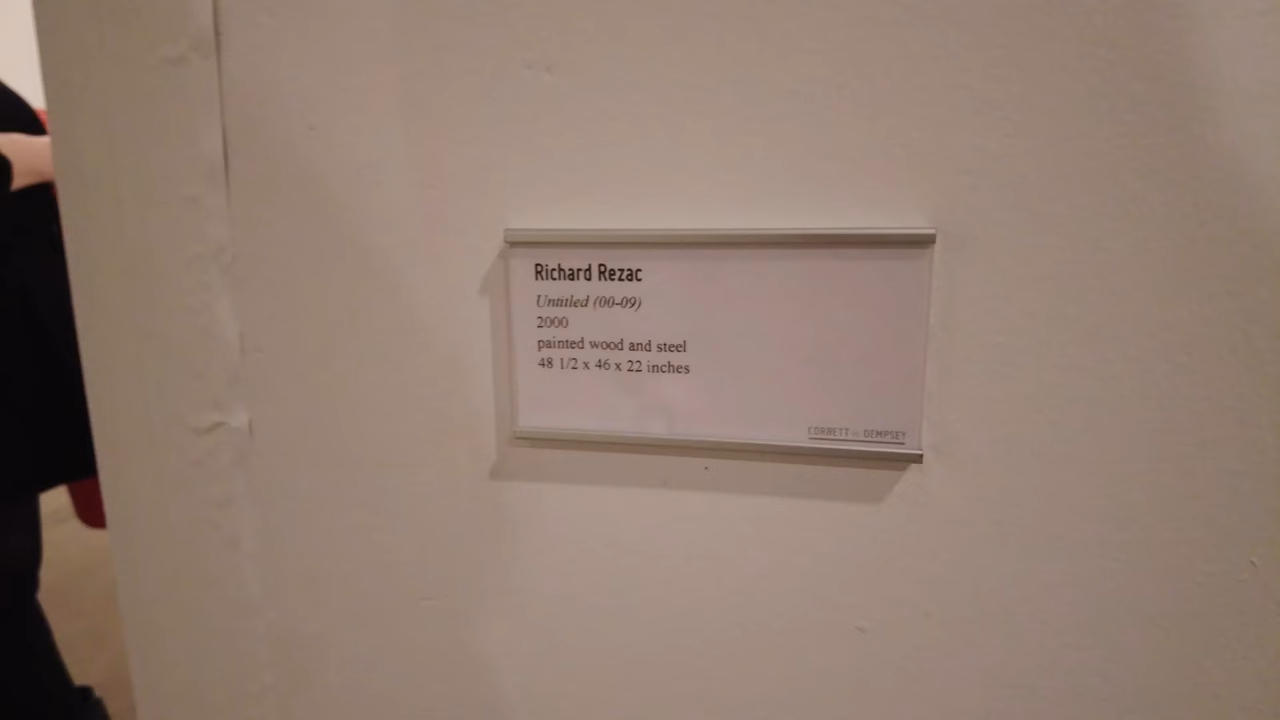 Richard Rezac
Untitled (00-09)
2000
painted wood and steel
48 1/2 x 46 x 22 inches
CORBETT vs. DEMPSEY